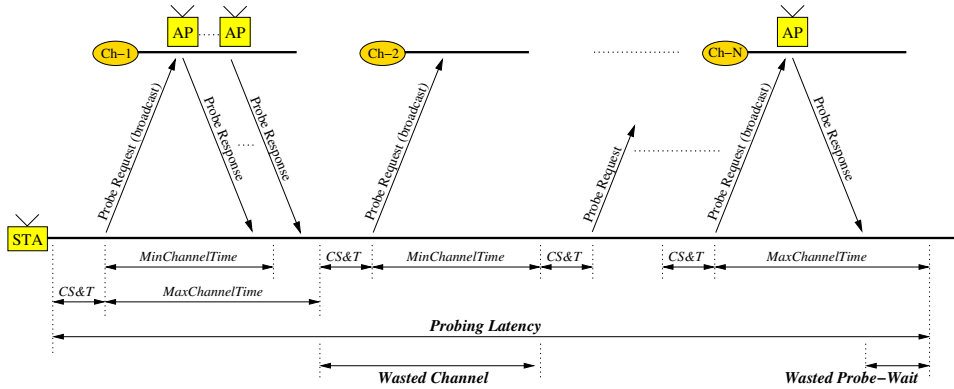 AP
AP
AP
Ch–1
Ch–2
Ch–N
Probe Request (broadcast)
Probe Response
Probe Response
Probe Request (broadcast)
Probe Request
Probe Request (broadcast)
Probe Response
STA
MinChannelTime
CS&T
MinChannelTime
CS&T
CS&T
MaxChannelTime
CS&T
MaxChannelTime
Probing Latency
Wasted Channel
Wasted Probe–Wait